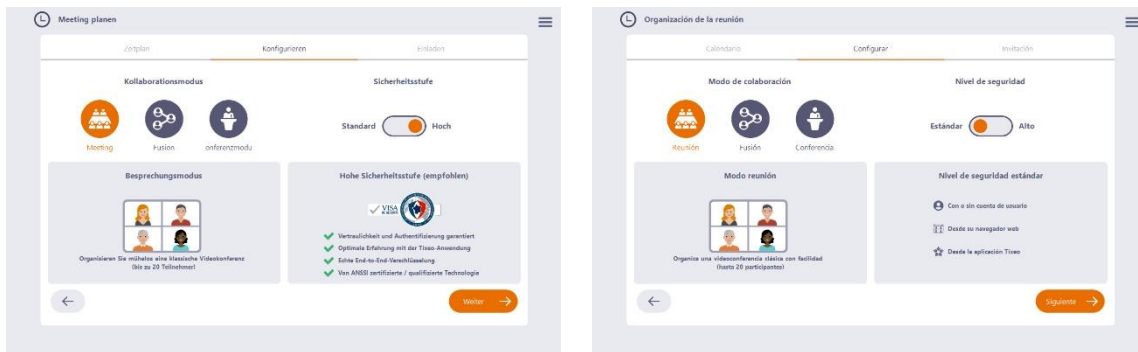 Meeting planen
Zeitplan
Konfigurieren
Einladen
Kollaborationsmodus
Sicherheitsstufe
Standard
Hoch
Meeting
Fusion
onferenzmodu
Besprechungsmodus
Organisieren Sie mühelos eine klassische Videokonferenz
(bis zu 20 Teilnehmer)
Hohe Sicherheitsstufe (empfohlen)
VISA
Vertraulichkeit und Authentifizierung garantiert
Optimale Erfahrung mit der Tixeo-Anwendung
Echte End-to-End-Verschlüsselung
Von ANSSI zertifizierte / qualifizierte Technologie
Weiter
Organización de la reunión
Calendario
Configurar
Invitación
Modo de colaboración
Nivel de seguridad
Estándar
Alto
Reunión
Fusión
Conferencia
Modo reunión
Organice una videoconferencia clásica con facilidad
(hasta 20 participantes)
Nivel de seguridad estándar
Con o sin cuenta de usuario
Desde su navegador web
Desde la aplicación Tixeo
Siguiente